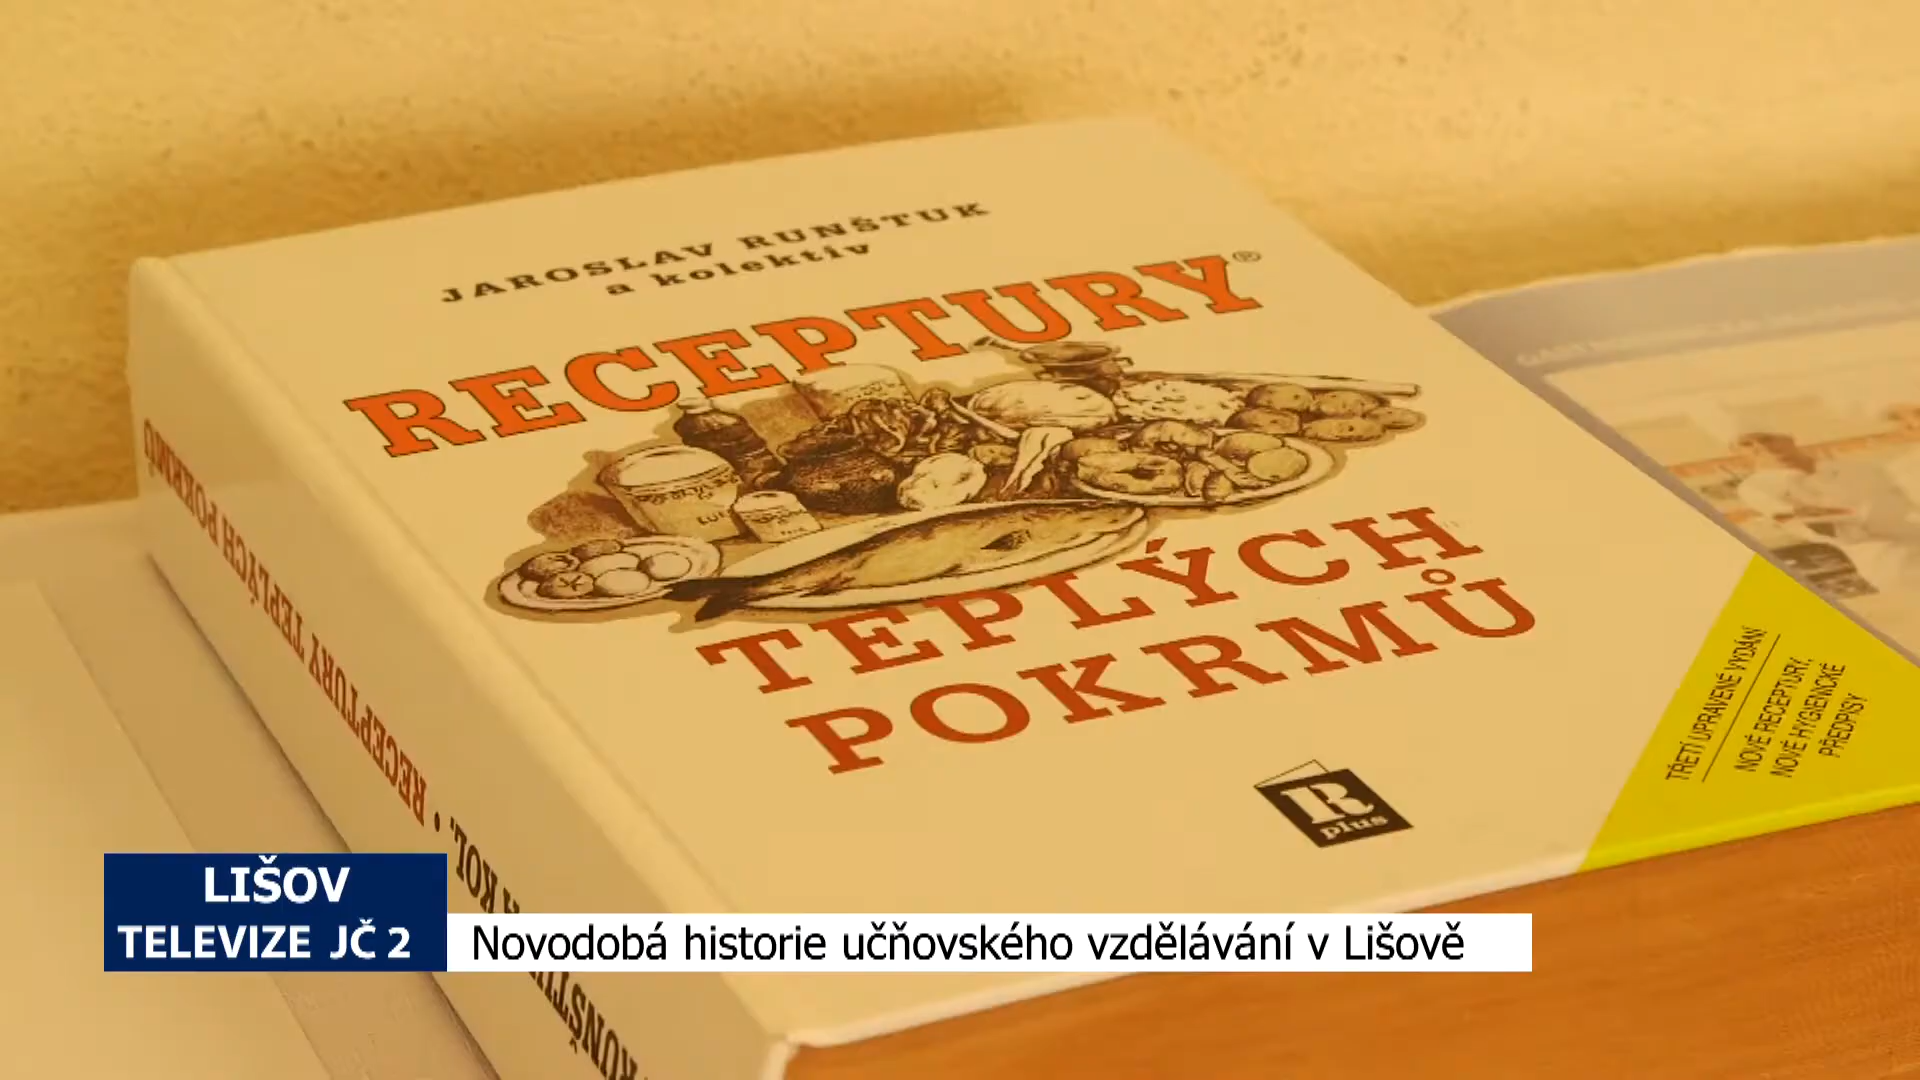 JAROSLAV RUNŠTUK
a kolektiv
RECEPTURY®
TEPLÝCH
POKRMŮ
R
plus
TŘETÍ UPRAVENÉ VYDÁNÍ
NOVÉ RECEPTURY,
NOVÉ HYGIENICKÉ
PŘEDPISY
KOL. • RECEPTURY TEPLÝCH POKRMŮ
LIŠOV
TELEVIZE JČ 2
Novodobá historie učňovského vzdělávání v Lišově